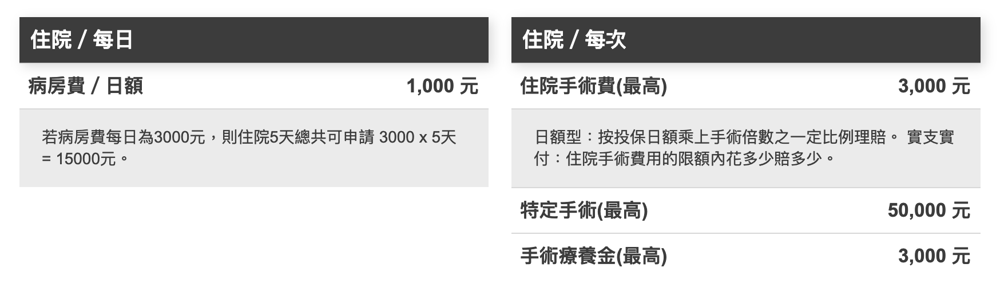 住院 / 每日
病房費 / 日額 1,000 元
若病房費每日為3000元，則住院5天總共可申請 3000 x 5天
= 15000元。
住院 / 每次
住院手術費(最高) 3,000 元
日額型：按投保日額乘上手術倍數之一定比例理賠。 實支實
付：住院手術費用的限額內花多少賠多少。
特定手術(最高) 50,000 元
手術療養金(最高) 3,000 元